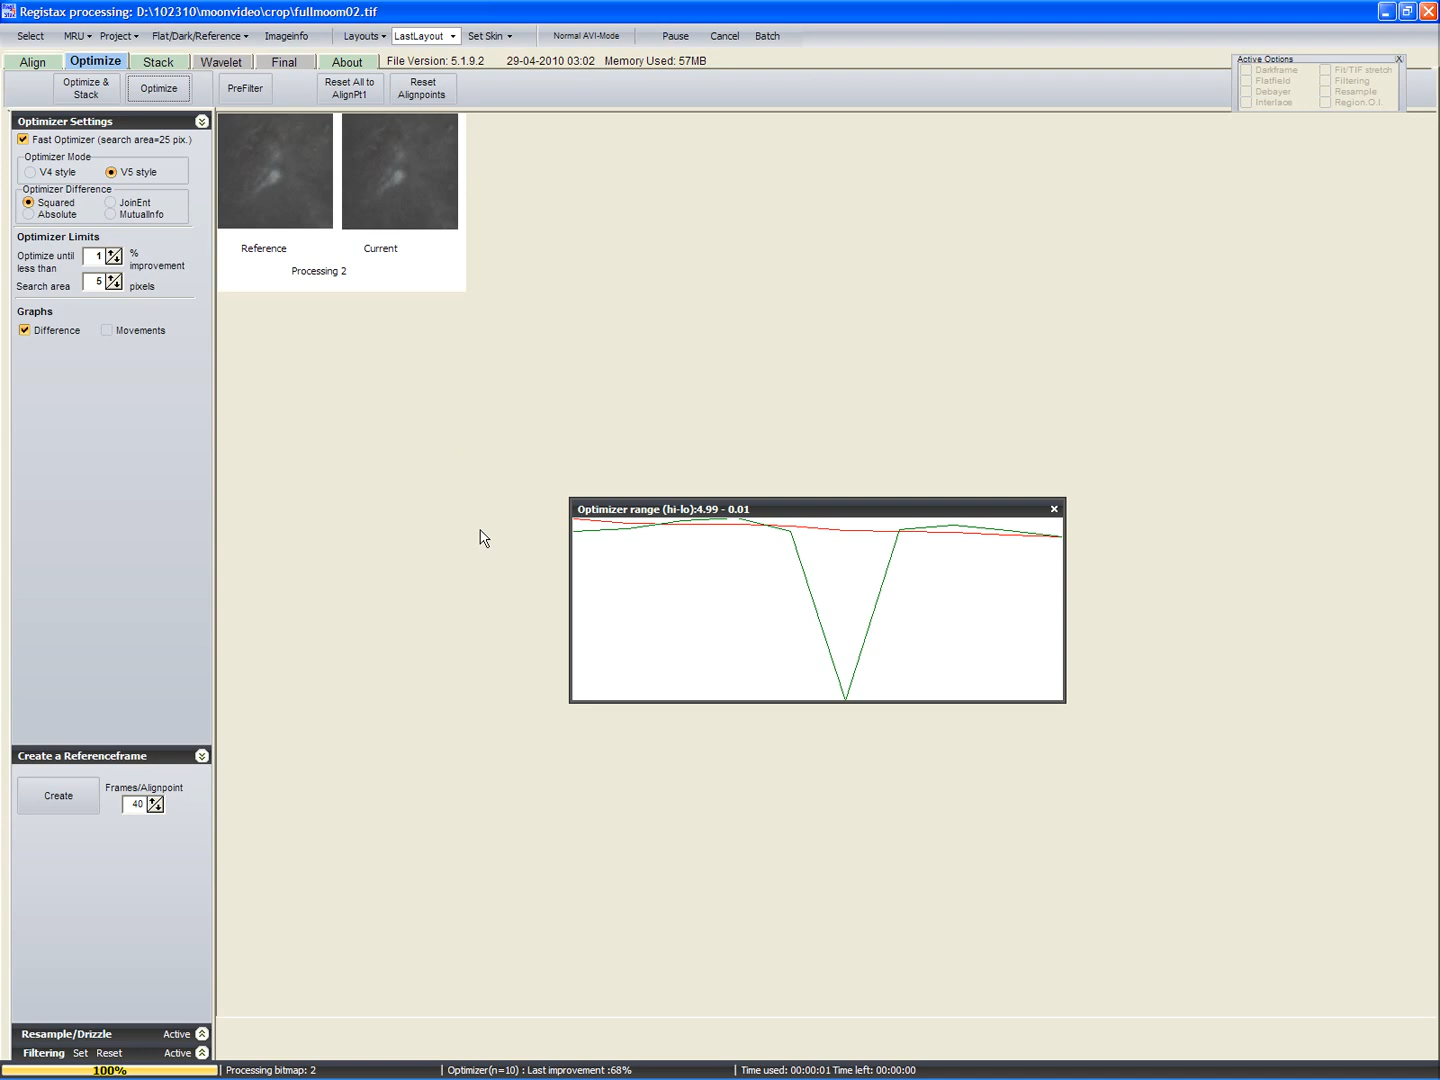 Registax processing: D:\102310\moonvideo\crop\fullmoom02.tif
Select MRU Project Flat/Dark/Reference Imageinfo Layouts LastLayout Set Skin Normal AVI-Mode Pause Cancel Batch
Align Optimize Stack Wavelet Final About File Version: 5.1.9.2 29-04-2010 03:02 Memory Used: 57MB
Optimize & Stack
Optimize
PreFilter
Reset All to AlignPt1
Reset Alignpoints
Active Options X
Darkframe Fit/TIF stretch
Flatfield Filtering
Debayer Resample
Interlace Region.O.I.
Optimizer Settings
Fast Optimizer (search area=25 pix.)
Optimizer Mode
V4 style V5 style
Optimizer Difference
Squared JoinEnt
Absolute MutualInfo
Optimizer Limits
Optimize until less than 1 % improvement
Search area 5 pixels
Graphs
Difference Movements
Reference Current
Processing 2
Optimizer range (hi-lo):4.99 - 0.01
Create a Referenceframe
Create
Frames/Alignpoint
40
Resample/Drizzle Active
Filtering Set Reset Active
100% Processing bitmap: 2 Optimizer(n=10) : Last improvement :68% Time used: 00:00:01 Time left: 00:00:00